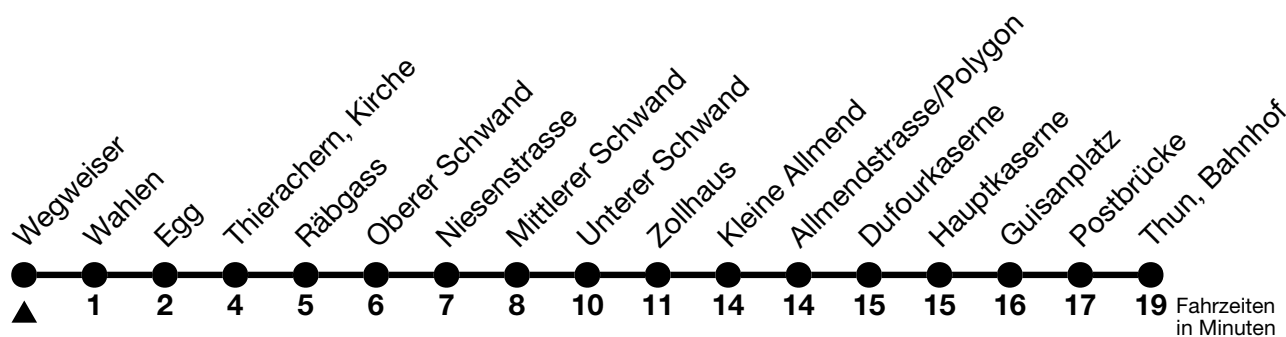 Wegweiser
Wahlen
Egg
Thierachern, Kirche
Räbgass
Oberer Schwand
Niesenstrasse
Mittlerer Schwand
Unterer Schwand
Zollhaus
Kleine Allmend
Allmendstrasse/Polygon
Dufourkaserne
Hauptkaserne
Guisanplatz
Postbrücke
Thun, Bahnhof
1 2 4 5 6 7 8 10 11 14 14 15 15 16 17 19 Fahrzeiten
in Minuten